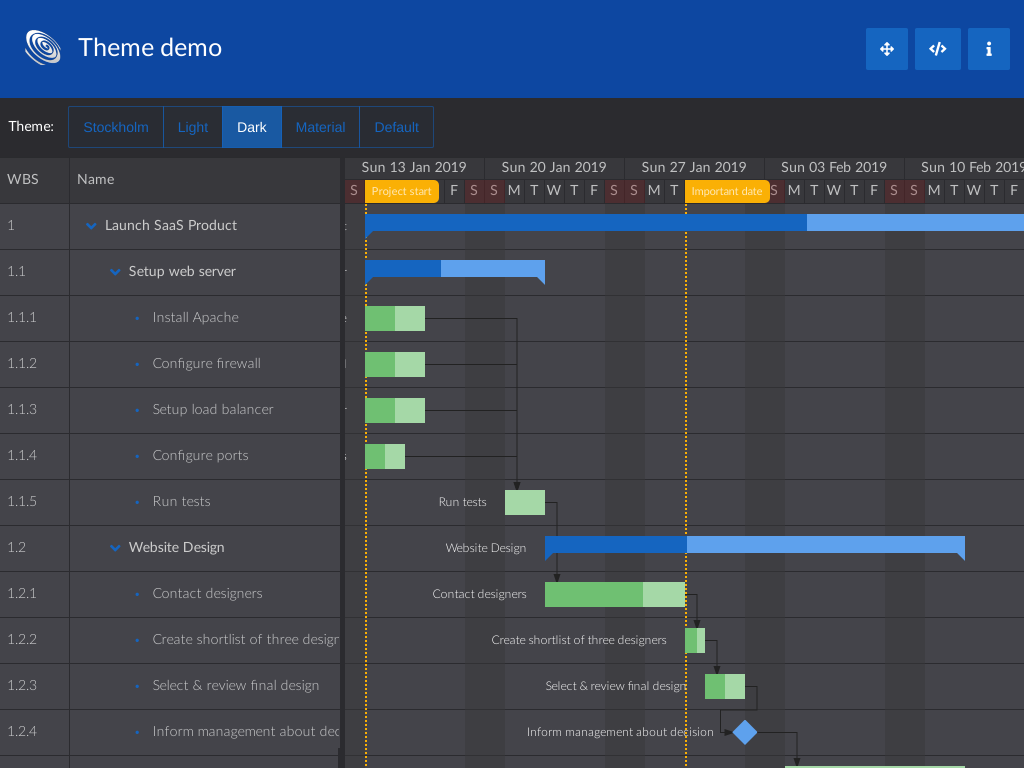 Theme demo
Theme: Stockholm Light Dark Material Default
WBS Name
Sun 13 Jan 2019 Sun 20 Jan 2019 Sun 27 Jan 2019 Sun 03 Feb 2019 Sun 10 Feb 2019
S Project start F S S M T W T F S S M T Important date S M T W T F S S M T W T F
1 Launch SaaS Product
1.1 Setup web server
1.1.1 Install Apache
1.1.2 Configure firewall
1.1.3 Setup load balancer
1.1.4 Configure ports
1.1.5 Run tests Run tests
1.2 Website Design Website Design
1.2.1 Contact designers Contact designers
1.2.2 Create shortlist of three desigr Create shortlist of three designers
1.2.3 Select & review final design Select & review final design
1.2.4 Inform management about dec Inform management about decision